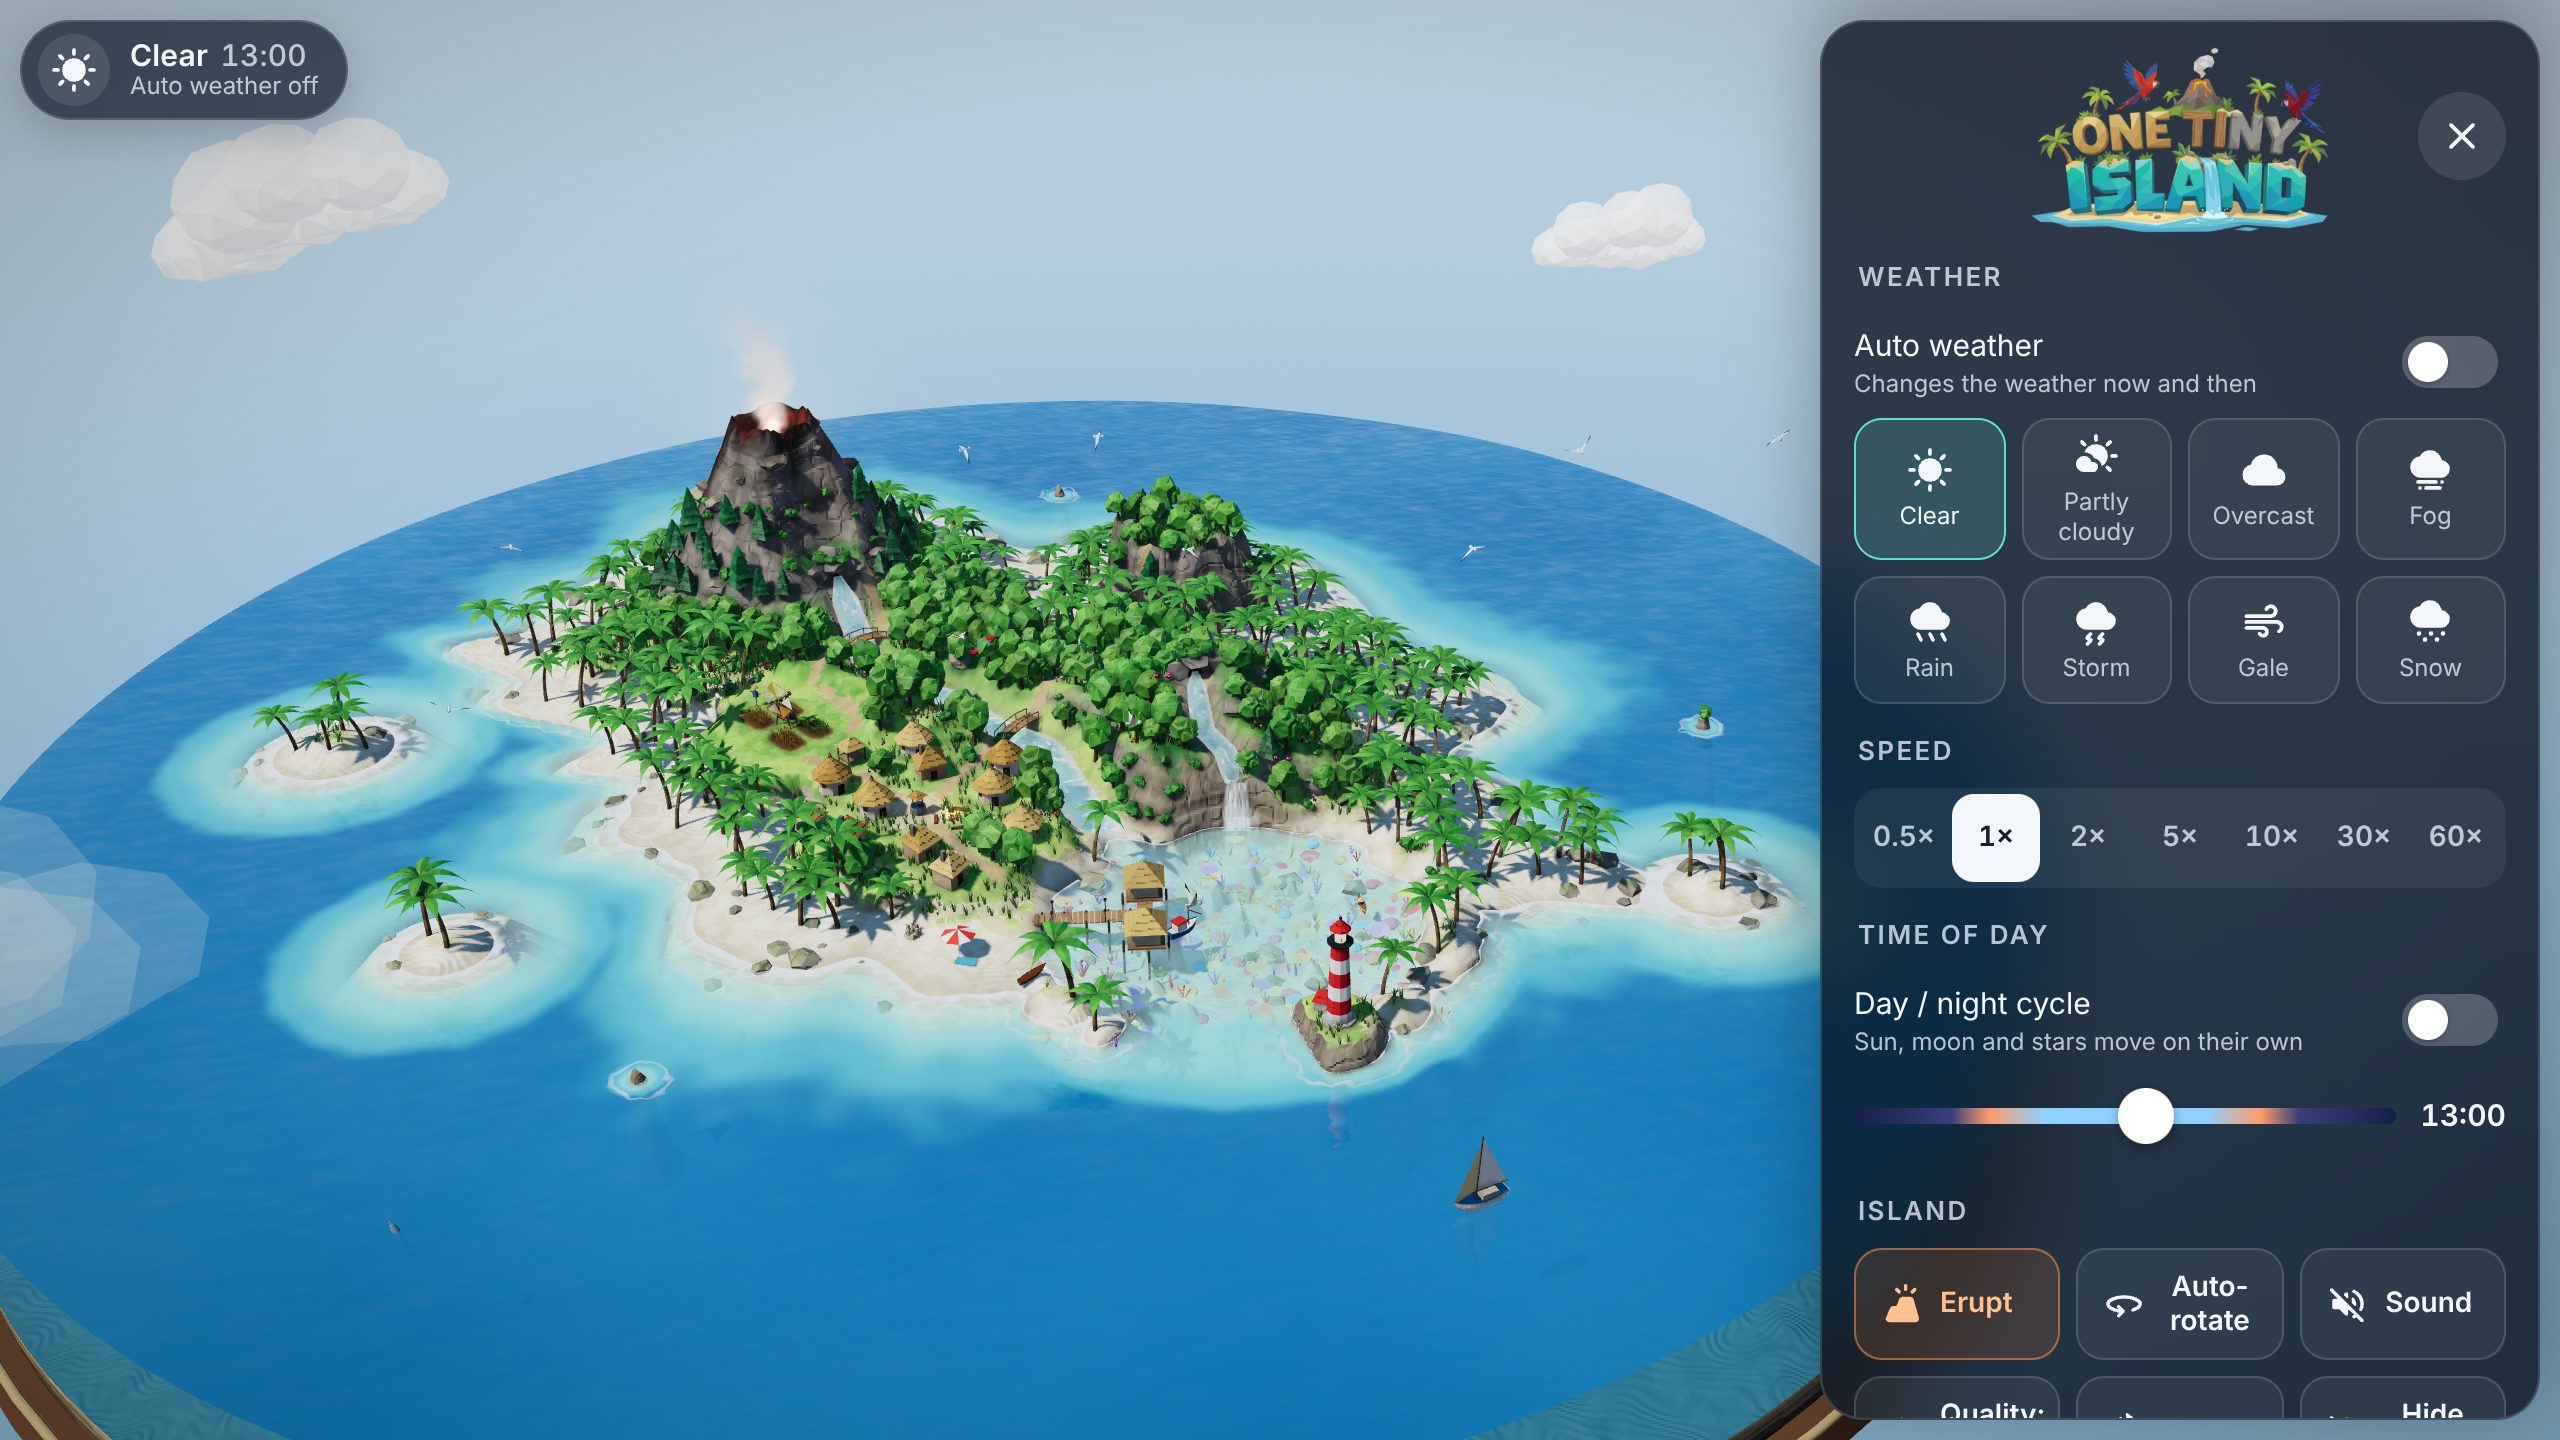 Clear 13:00
Auto weather off
ONE TINY
ISLAND
WEATHER
Auto weather
Changes the weather now and then
Clear
Partly
cloudy
Overcast
Fog
Rain
Storm
Gale
Snow
SPEED
0.5× 1× 2× 5× 10× 30× 60×
TIME OF DAY
Day / night cycle
Sun, moon and stars move on their own
13:00
ISLAND
Erupt
Auto-
rotate
Sound
Quality:
Hide